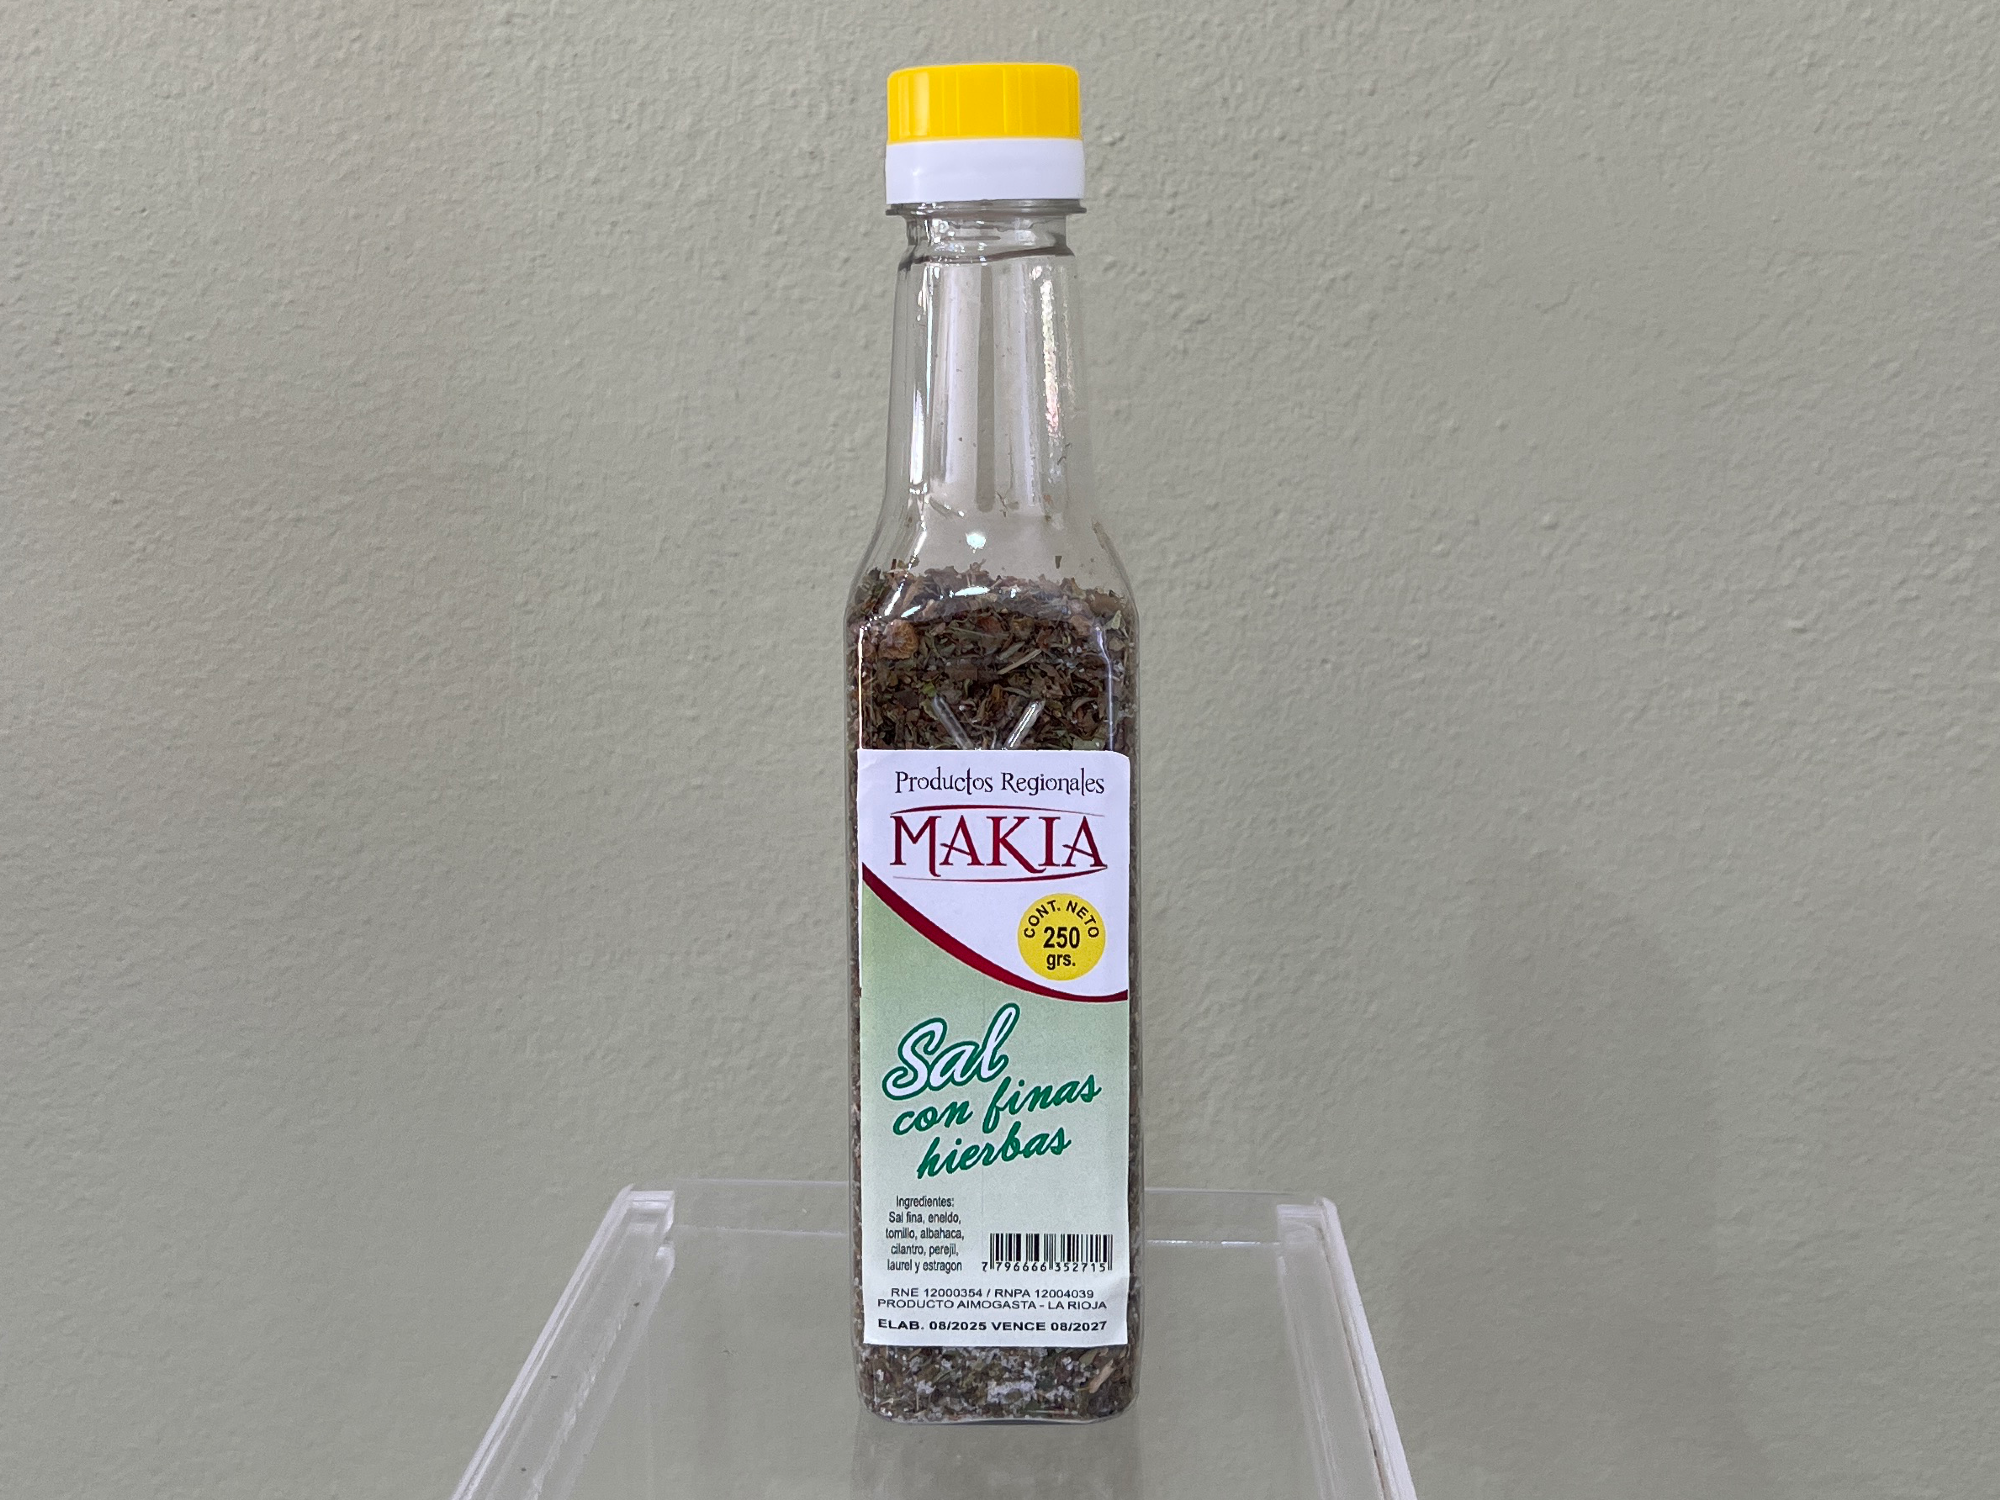 Productos Regionales
MAKIA
CONT. NETO
250
grs.
Sal
con finas
hierbas
Ingredientes:
Sal fina, eneldo,
tomillo, albahaca,
cilantro, perejil,
laurel y estragon
7 796666 352715
RNE 12000354 / RNPA 12004039
PRODUCTO AIMOGASTA - LA RIOJA
ELAB. 08/2025 VENCE 08/2027